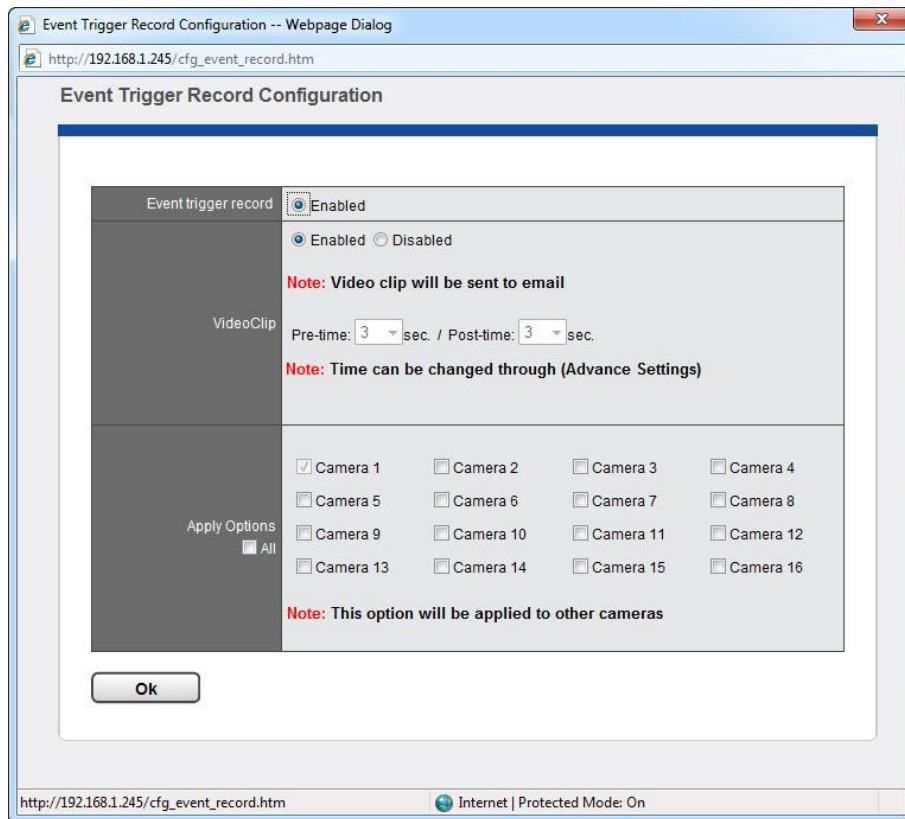 Event Trigger Record Configuration -- Webpage Dialog
http://192.168.1.245/cfg_event_record.htm
Event Trigger Record Configuration
Event trigger record Enabled
Enabled Disabled
Note: Video clip will be sent to email
VideoClip
Pre-time: 3 sec. / Post-time: 3 sec.
Note: Time can be changed through (Advance Settings)
Camera 1 Camera 2 Camera 3 Camera 4
Camera 5 Camera 6 Camera 7 Camera 8
Apply Options
All
Camera 9 Camera 10 Camera 11 Camera 12
Camera 13 Camera 14 Camera 15 Camera 16
Note: This option will be applied to other cameras
Ok
http://192.168.1.245/cfg_event_record.htm
Internet | Protected Mode: On